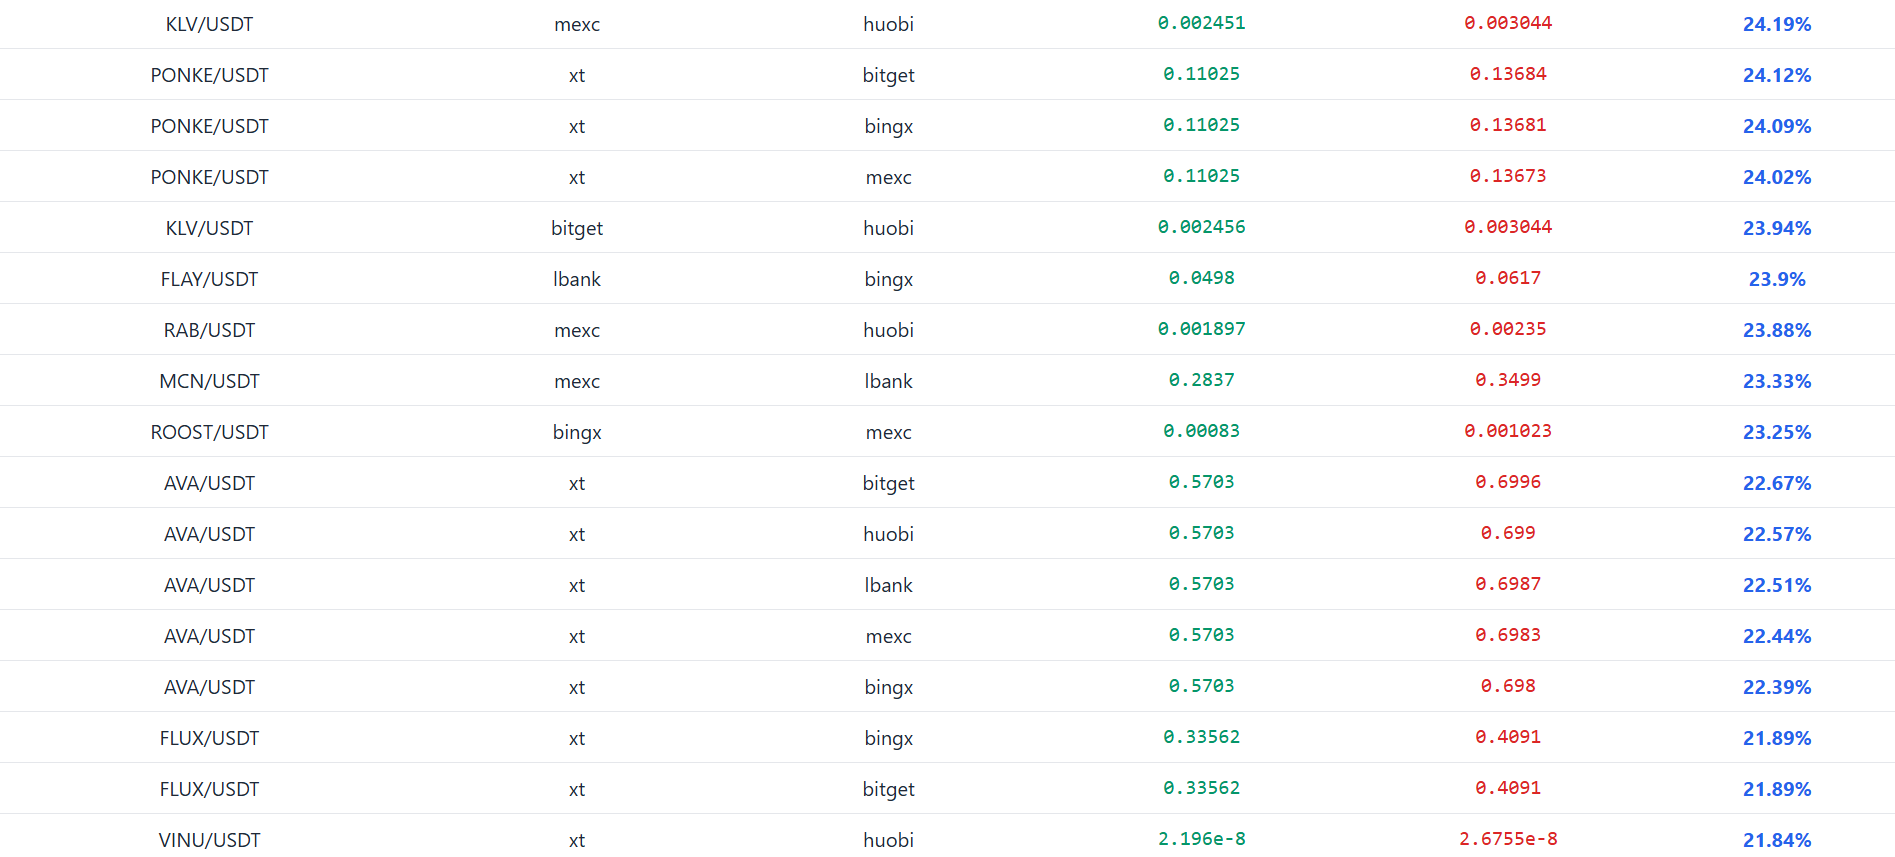 KLV/USDT mexc huobi 0.002451 0.003044 24.19%
PONKE/USDT xt bitget 0.11025 0.13684 24.12%
PONKE/USDT xt bingx 0.11025 0.13681 24.09%
PONKE/USDT xt mexc 0.11025 0.13673 24.02%
KLV/USDT bitget huobi 0.002456 0.003044 23.94%
FLAY/USDT lbank bingx 0.0498 0.0617 23.9%
RAB/USDT mexc huobi 0.001897 0.00235 23.88%
MCN/USDT mexc lbank 0.2837 0.3499 23.33%
ROOST/USDT bingx mexc 0.00083 0.001023 23.25%
AVA/USDT xt bitget 0.5703 0.6996 22.67%
AVA/USDT xt huobi 0.5703 0.699 22.57%
AVA/USDT xt lbank 0.5703 0.6987 22.51%
AVA/USDT xt mexc 0.5703 0.6983 22.44%
AVA/USDT xt bingx 0.5703 0.698 22.39%
FLUX/USDT xt bingx 0.33562 0.4091 21.89%
FLUX/USDT xt bitget 0.33562 0.4091 21.89%
VINU/USDT xt huobi 2.196e-8 2.6755e-8 21.84%